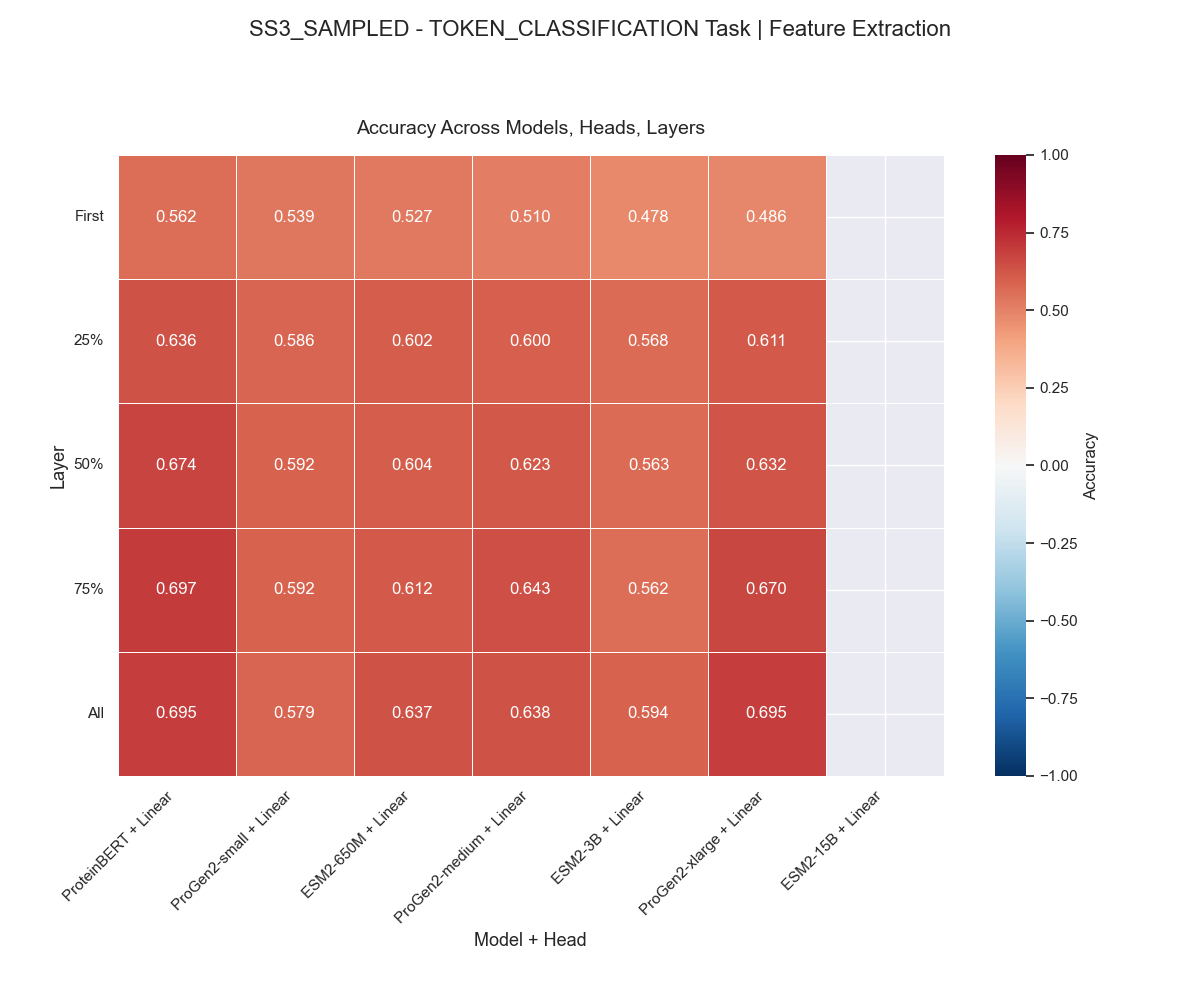 SS3_SAMPLED - TOKEN_CLASSIFICATION Task | Feature Extraction
Accuracy Across Models, Heads, Layers
First 0.562 0.539 0.527 0.510 0.478 0.486
25% 0.636 0.586 0.602 0.600 0.568 0.611
50% 0.674 0.592 0.604 0.623 0.563 0.632
75% 0.697 0.592 0.612 0.643 0.562 0.670
All 0.695 0.579 0.637 0.638 0.594 0.695
Layer
ProteinBERT + Linear
ProGen2-small + Linear
ESM2-650M + Linear
ProGen2-medium + Linear
ESM2-3B + Linear
ProGen2-xlarge + Linear
ESM2-15B + Linear
Model + Head
1.00
0.75
0.50
0.25
0.00
−0.25
−0.50
−0.75
−1.00
Accuracy